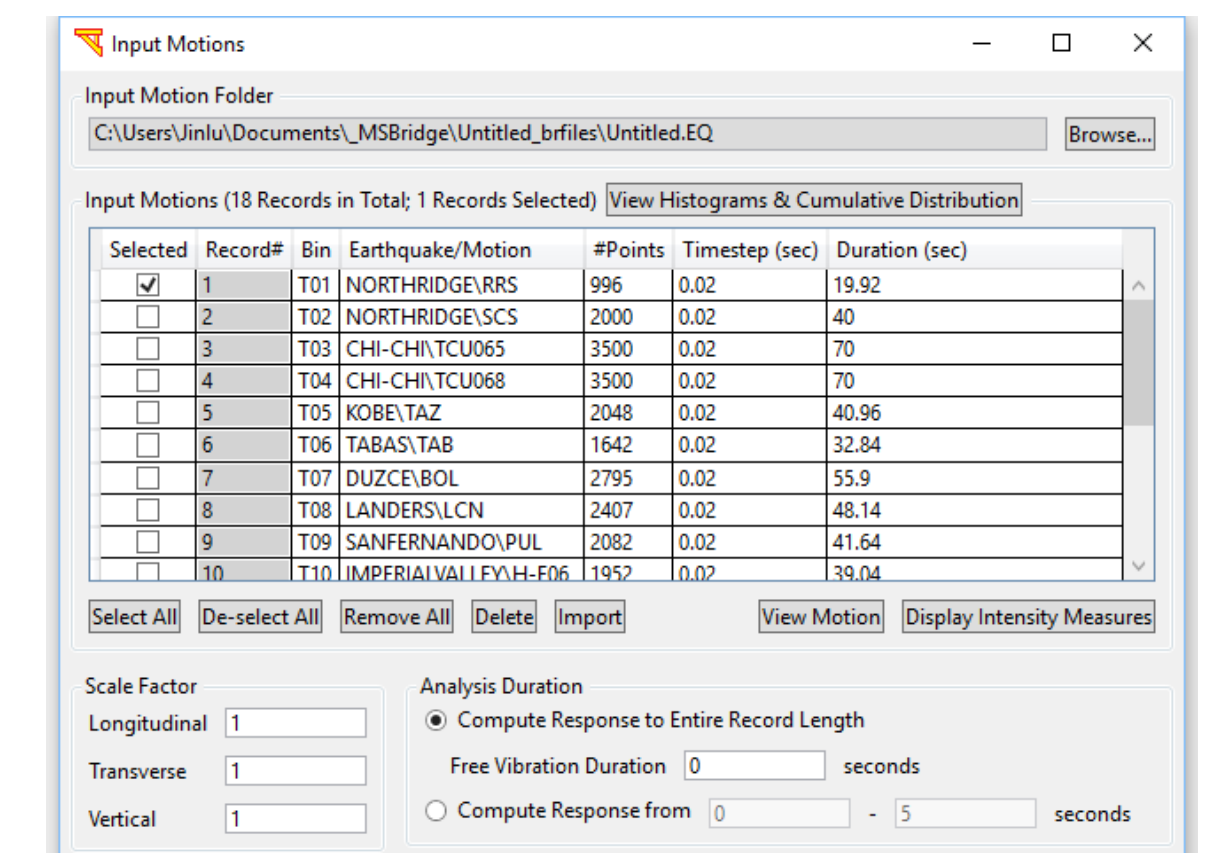 Input Motions
Input Motion Folder
C:\Users\Jinlu\Documents\_MSBridge\Untitled_brfiles\Untitled.EQ Browse...
Input Motions (18 Records in Total; 1 Records Selected) View Histograms & Cumulative Distribution
Selected Record# Bin Earthquake/Motion #Points Timestep (sec) Duration (sec)
1 T01 NORTHRIDGE\RRS 996 0.02 19.92
2 T02 NORTHRIDGE\SCS 2000 0.02 40
3 T03 CHI-CHI\TCU065 3500 0.02 70
4 T04 CHI-CHI\TCU068 3500 0.02 70
5 T05 KOBE\TAZ 2048 0.02 40.96
6 T06 TABAS\TAB 1642 0.02 32.84
7 T07 DUZCE\BOL 2795 0.02 55.9
8 T08 LANDERS\LCN 2407 0.02 48.14
9 T09 SANFERNANDO\PUL 2082 0.02 41.64
10 T10 IMPERIALVALLEY\H-E06 1952 0.02 39.04
Select All De-select All Remove All Delete Import View Motion Display Intensity Measures
Scale Factor Analysis Duration
Longitudinal 1 Compute Response to Entire Record Length
Transverse 1 Free Vibration Duration 0 seconds
Vertical 1 Compute Response from 0 - 5 seconds